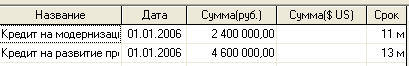 Название Дата Сумма(руб.) Сумма($ US) Срок
Кредит на модернизац 01.01.2006 2 400 000,00 11 м
Кредит на развитие пр 01.01.2006 4 600 000,00 13 м